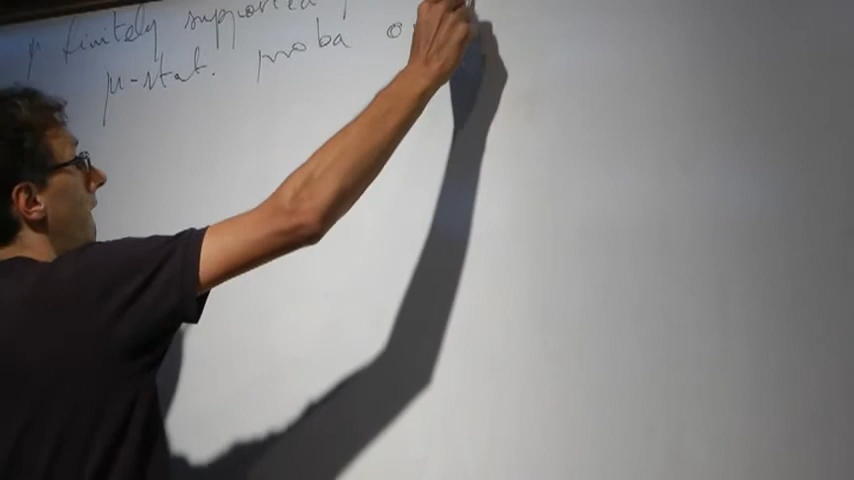 μ finitely supported
μ-stat. proba